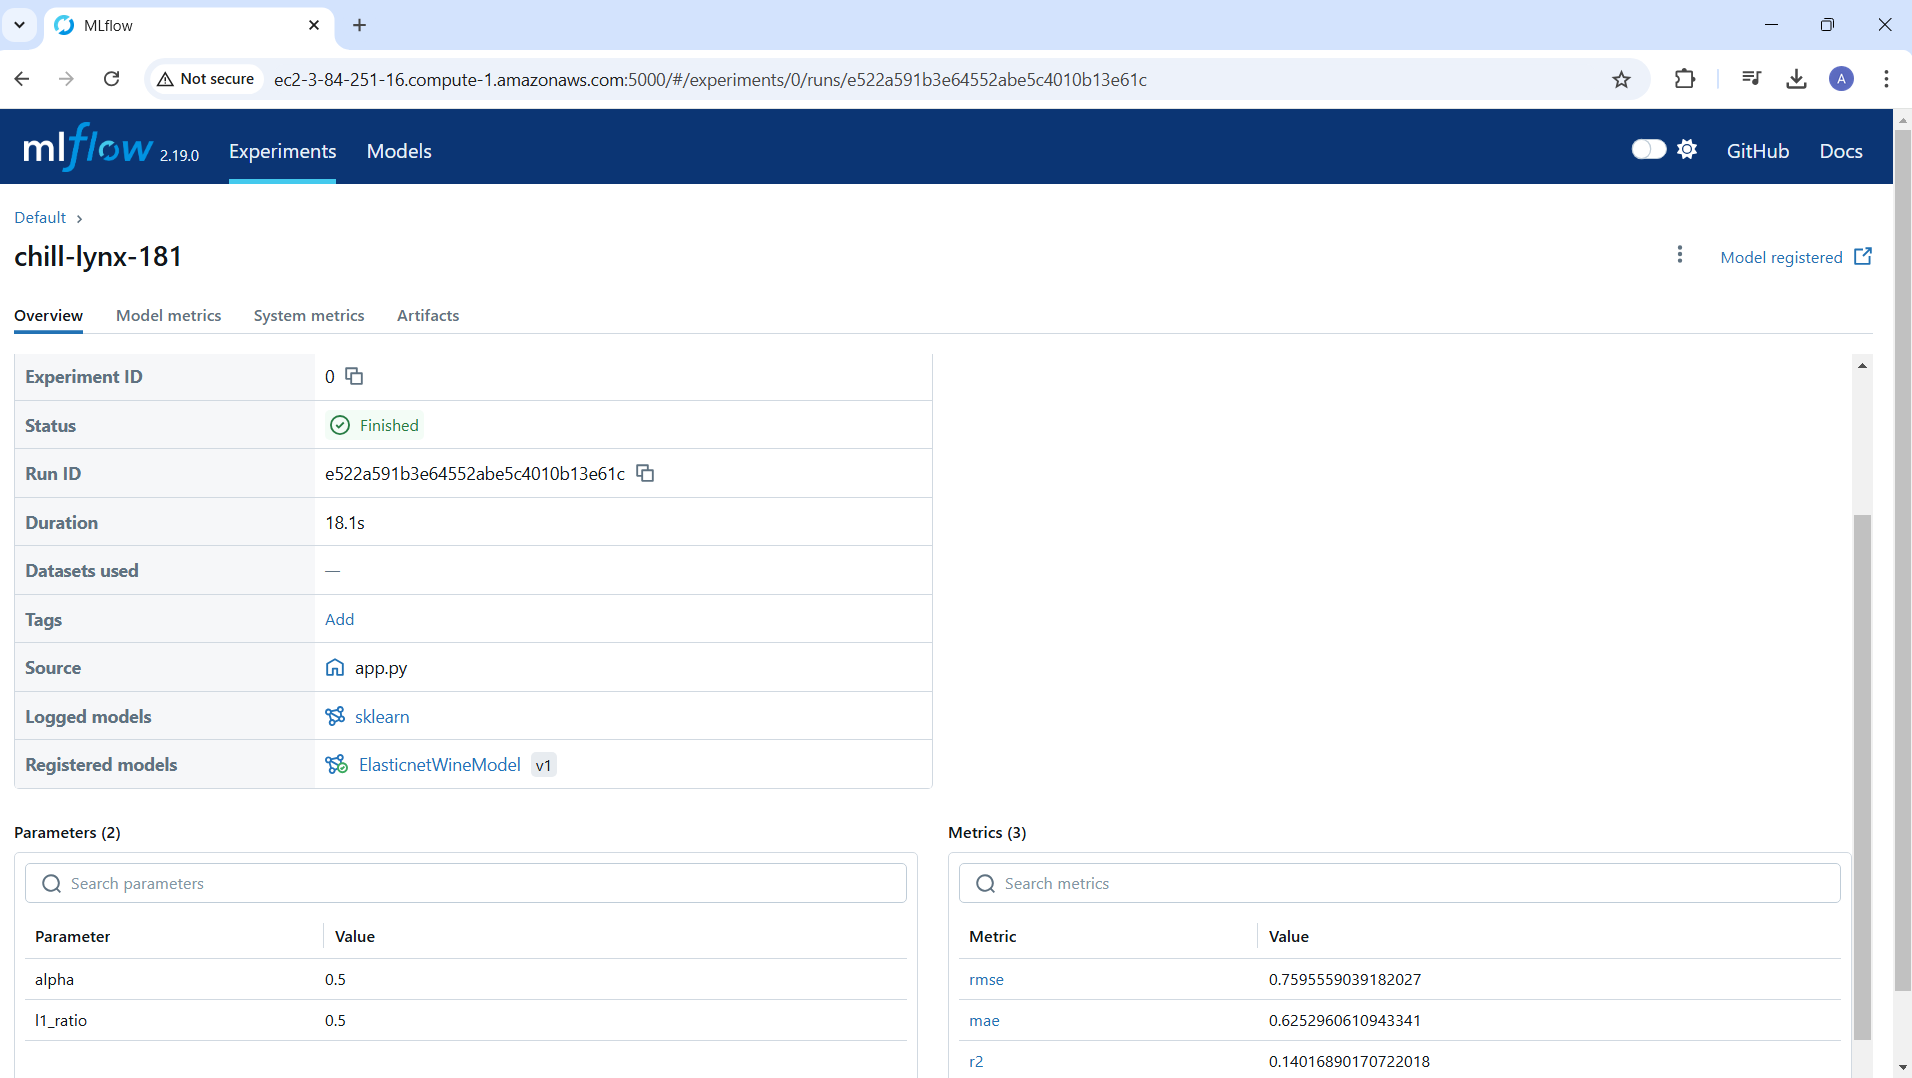 MLflow
Not secure
ec2-3-84-251-16.compute-1.amazonaws.com:5000/#/experiments/0/runs/e522a591b3e64552abe5c4010b13e61c
A
mlflow 2.19.0 Experiments Models GitHub Docs
Default >
chill-lynx-181
Model registered
Overview Model metrics System metrics Artifacts
Experiment ID 0
Status Finished
Run ID e522a591b3e64552abe5c4010b13e61c
Duration 18.1s
Datasets used —
Tags Add
Source app.py
Logged models sklearn
Registered models ElasticnetWineModel v1
Parameters (2)
Search parameters
Parameter Value
alpha 0.5
l1_ratio 0.5
Metrics (3)
Search metrics
Metric Value
rmse 0.7595559039182027
mae 0.6252960610943341
r2 0.14016890170722018